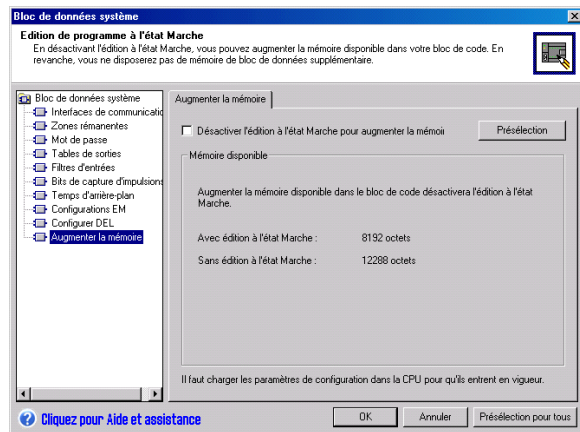 Bloc de données système
Edition de programme à l'état Marche
En désactivant l'édition à l'état Marche, vous pouvez augmenter la mémoire disponible dans votre bloc de code. En
revanche, vous ne disposerez pas de mémoire de bloc de données supplémentaire.
Bloc de données système
Interfaces de communicatic
Zones rémanentes
Mot de passe
Tables de sorties
Filtres d'entrées
Bits de capture d'impulsions
Temps d'arrière-plan
Configurations EM
Configurer DEL
Augmenter la mémoire
Augmenter la mémoire
Désactiver l'édition à l'état Marche pour augmenter la mémoir
Présélection
Mémoire disponible
Augmenter la mémoire disponible dans le bloc de code désactivera l'édition à l'état
Marche.
Avec édition à l'état Marche : 8192 octets
Sans édition à l'état Marche : 12288 octets
Il faut charger les paramètres de configuration dans la CPU pour qu'ils entrent en vigueur.
Cliquez pour Aide et assistance
OK
Annuler
Présélection pour tous